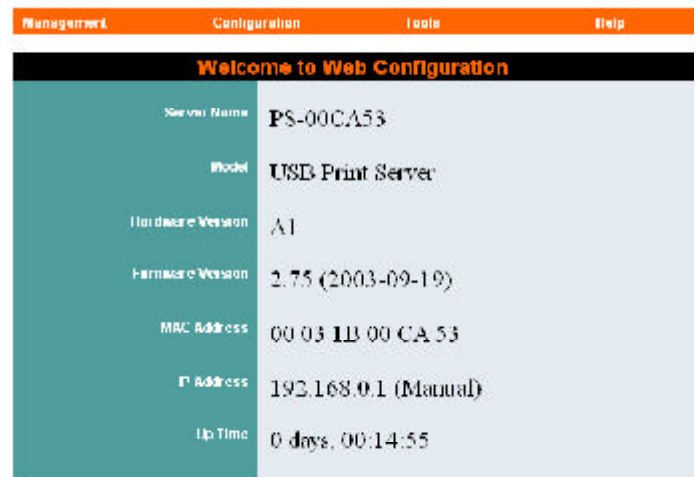 Management Configuration Tools Help
Welcome to Web Configuration
Server Name PS-00CA53
Model USB Print Server
Hardware Version A1
Firmware Version 2.75 (2003-09-19)
MAC Address 00 03 1B 00 CA 53
IP Address 192.168.0.1 (Manual)
Up Time 0 days, 00:14:55